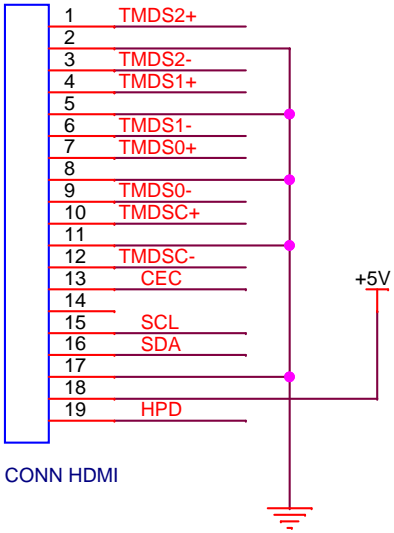 1 TMDS2+
2
3 TMDS2-
4 TMDS1+
5
6 TMDS1-
7 TMDS0+
8
9 TMDS0-
10 TMDSC+
11
12 TMDSC-
13 CEC
+5V
14
15 SCL
16 SDA
17
18
19 HPD
CONN HDMI